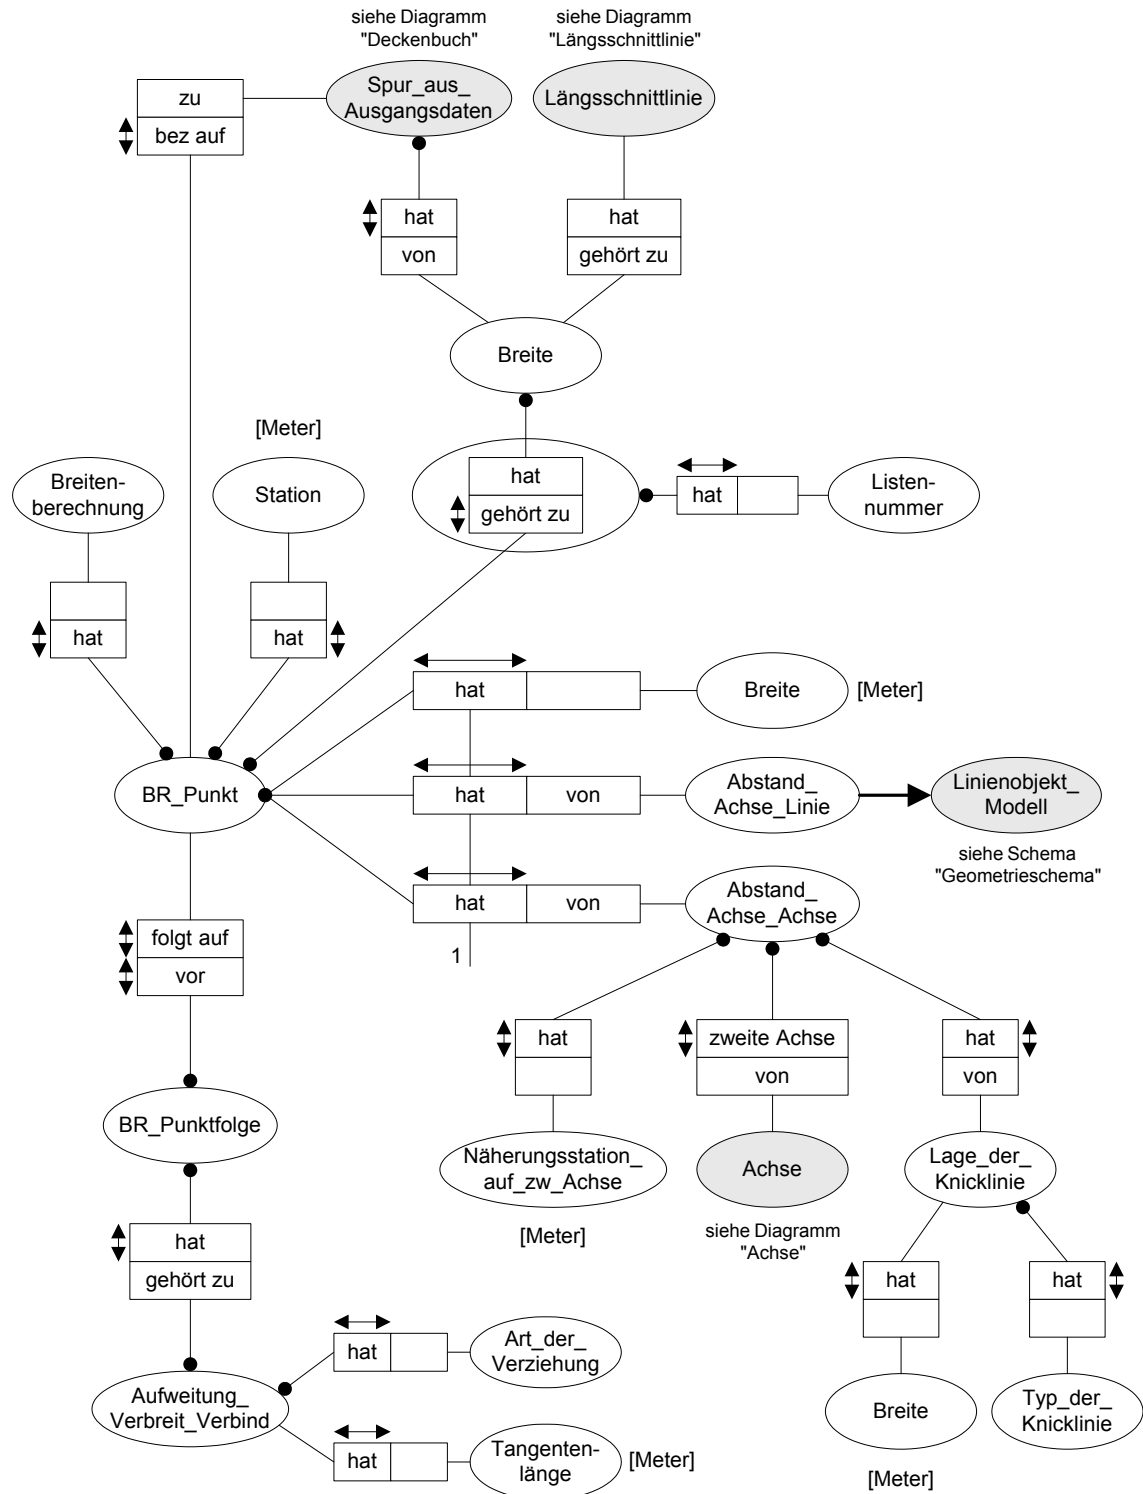 siehe Diagramm
"Deckenbuch"
siehe Diagramm
"Längsschnittlinie"
zu
bez auf
Spur_aus_
Ausgangsdaten
Längsschnittlinie
hat
von
hat
gehört zu
Breite
[Meter]
Breiten-
berechnung
Station
hat
gehört zu
hat
Listen-
nummer
hat
hat
hat
Breite
[Meter]
BR_Punkt
hat
von
Abstand_
Achse_Linie
Linienobjekt_
Modell
siehe Schema
"Geometrieschema"
hat
von
Abstand_
Achse_Achse
1
folgt auf
vor
hat
zweite Achse
von
hat
von
BR_Punktfolge
Näherungsstation_
auf_zw_Achse
[Meter]
Achse
siehe Diagramm
"Achse"
Lage_der_
Knicklinie
hat
gehört zu
hat
hat
hat
Art_der_
Verziehung
Aufweitung_
Verbreit_Verbind
Breite
[Meter]
Typ_der_
Knicklinie
hat
Tangenten-
länge
[Meter]